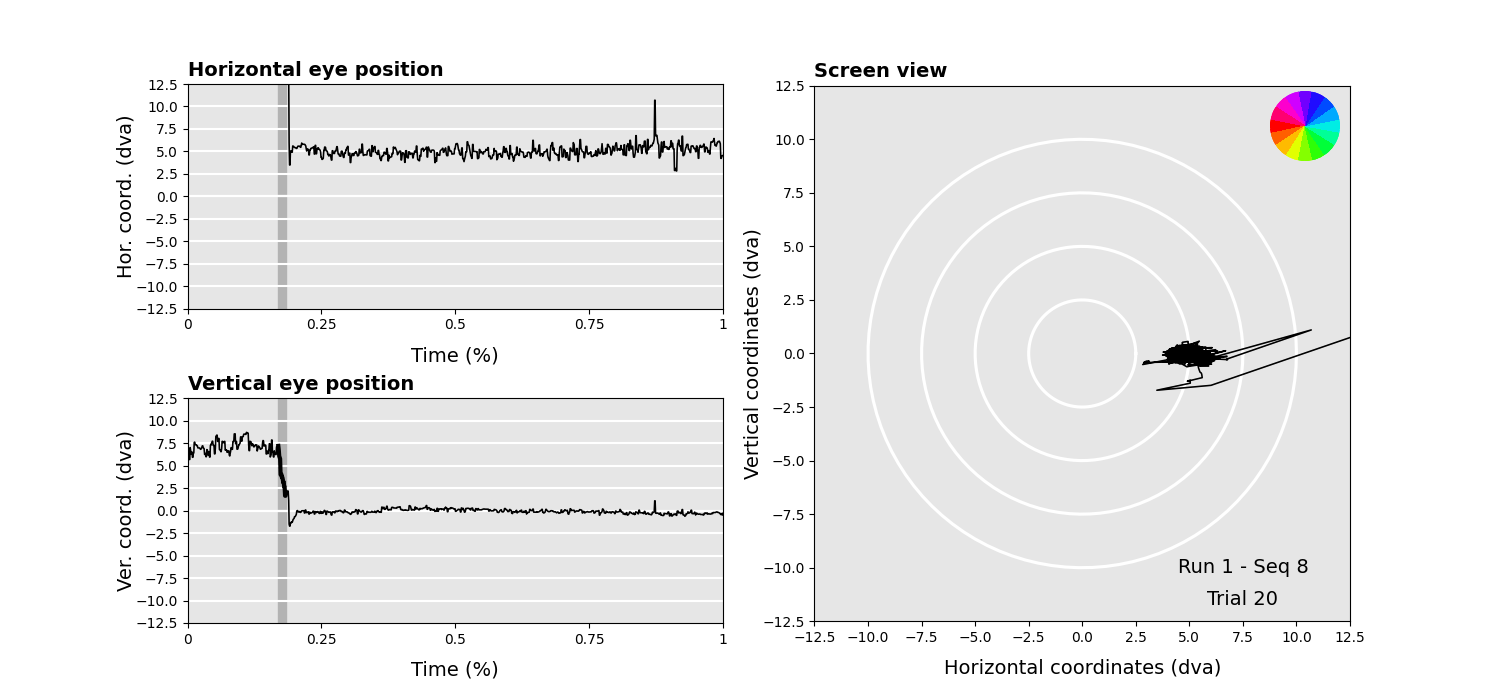 Horizontal eye position
Hor. coord. (dva)
12.5
10.0
7.5
5.0
2.5
0.0
−2.5
−5.0
−7.5
−10.0
−12.5
0 0.25 0.5 0.75 1
Time (%)
Vertical eye position
Ver. coord. (dva)
12.5
10.0
7.5
5.0
2.5
0.0
−2.5
−5.0
−7.5
−10.0
−12.5
0 0.25 0.5 0.75 1
Time (%)
Screen view
Vertical coordinates (dva)
12.5
10.0
7.5
5.0
2.5
0.0
−2.5
−5.0
−7.5
−10.0
−12.5
Run 1 - Seq 8
Trial 20
−12.5 −10.0 −7.5 −5.0 −2.5 0.0 2.5 5.0 7.5 10.0 12.5
Horizontal coordinates (dva)